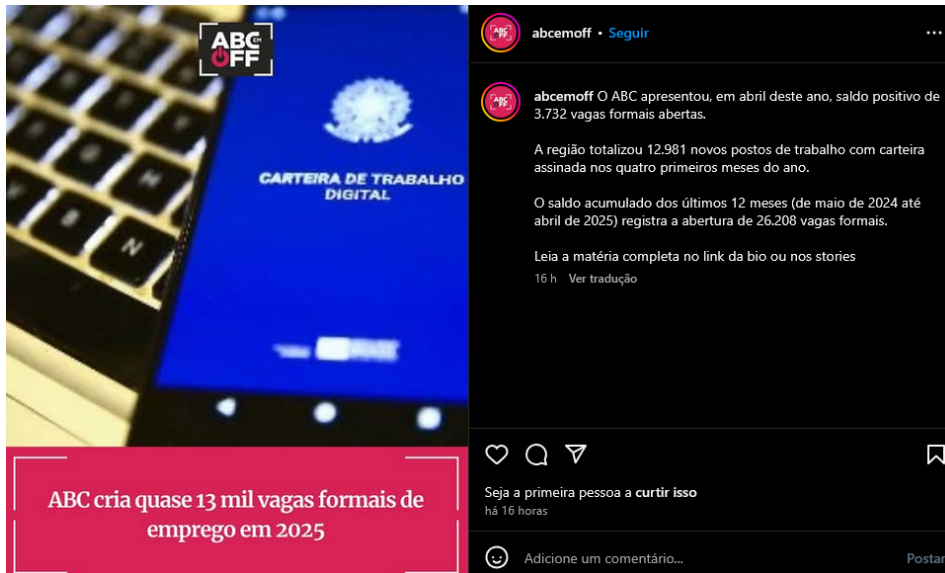 ABC EM
OFF
CARTEIRA DE TRABALHO
DIGITAL
H
N
ABC cria quase 13 mil vagas formais de
emprego em 2025
abcemoff • Seguir
abcemoff O ABC apresentou, em abril deste ano, saldo positivo de
3.732 vagas formais abertas.
A região totalizou 12.981 novos postos de trabalho com carteira
assinada nos quatro primeiros meses do ano.
O saldo acumulado dos últimos 12 meses (de maio de 2024 até
abril de 2025) registra a abertura de 26.208 vagas formais.
Leia a matéria completa no link da bio ou nos stories
16 h Ver tradução
Seja a primeira pessoa a curtir isso
há 16 horas
Adicione um comentário...
Postar